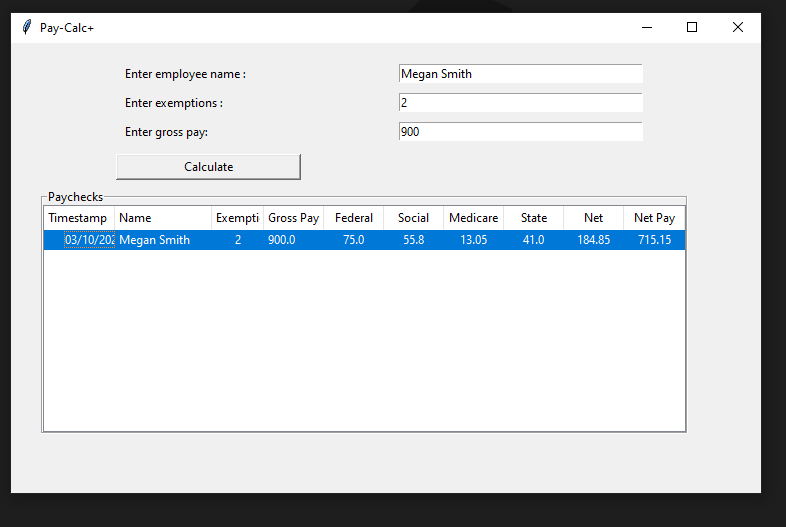 Pay-Calc+
Enter employee name : Megan Smith
Enter exemptions : 2
Enter gross pay: 900
Calculate
Paychecks
Timestamp Name Exempti Gross Pay Federal Social Medicare State Net Net Pay
03/10/202 Megan Smith 2 900.0 75.0 55.8 13.05 41.0 184.85 715.15